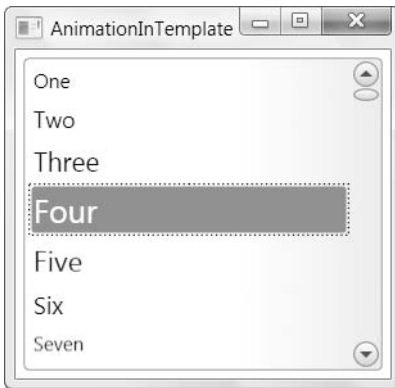 AnimationInTemplate
One
Two
Three
Four
Five
Six
Seven